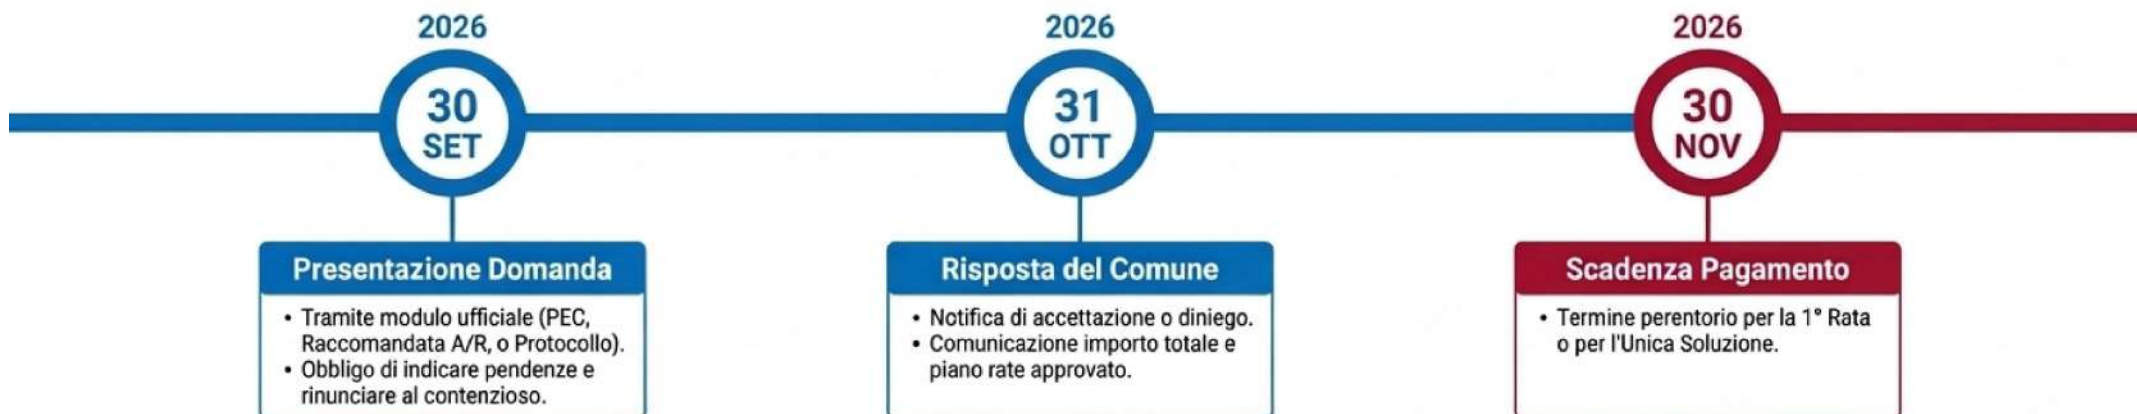 2026
30
SET
Presentazione Domanda
• Tramite modulo ufficiale (PEC,
Raccomandata A/R, o Protocollo).
• Obbligo di indicare pendenze e
rinunciare al contenzioso.
2026
31
OTT
Risposta del Comune
• Notifica di accettazione o diniego.
• Comunicazione importo totale e
piano rate approvato.
2026
30
NOV
Scadenza Pagamento
• Termine perentorio per la 1° Rata
o per l'Unica Soluzione.